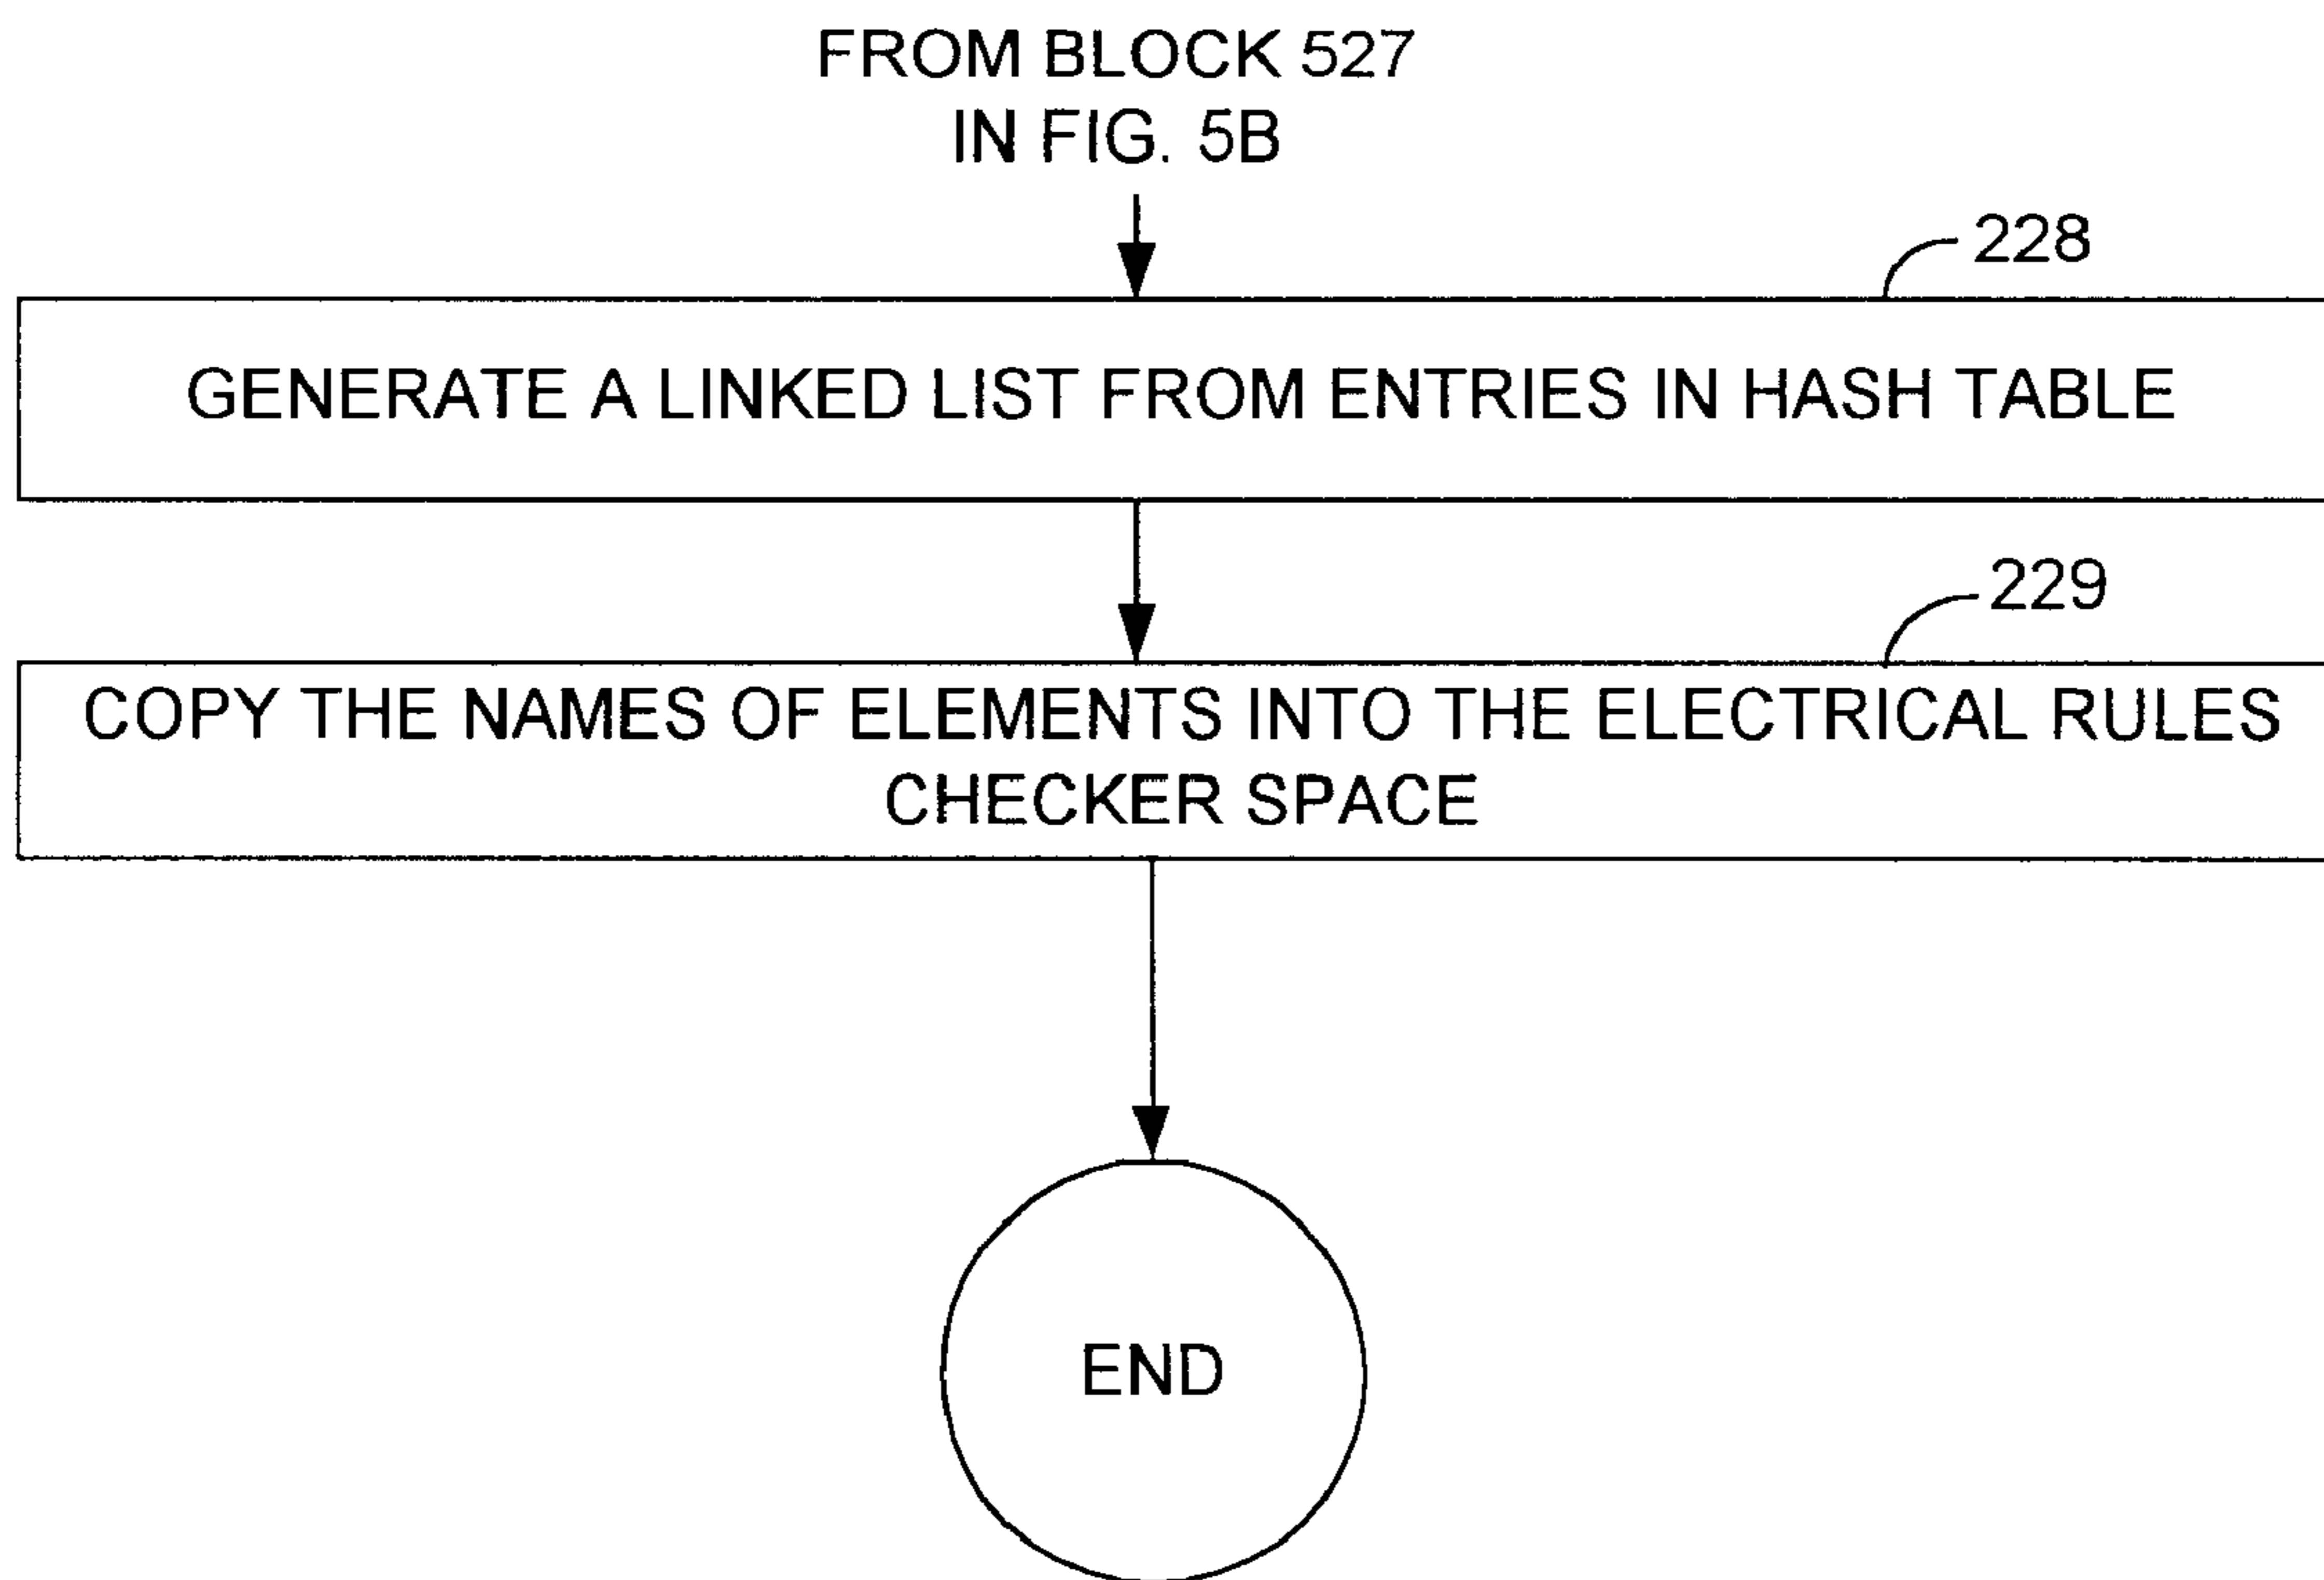 FROM BLOCK 527
IN FIG. 5B
228
GENERATE A LINKED LIST FROM ENTRIES IN HASH TABLE
229
COPY THE NAMES OF ELEMENTS INTO THE ELECTRICAL RULES
CHECKER SPACE
END